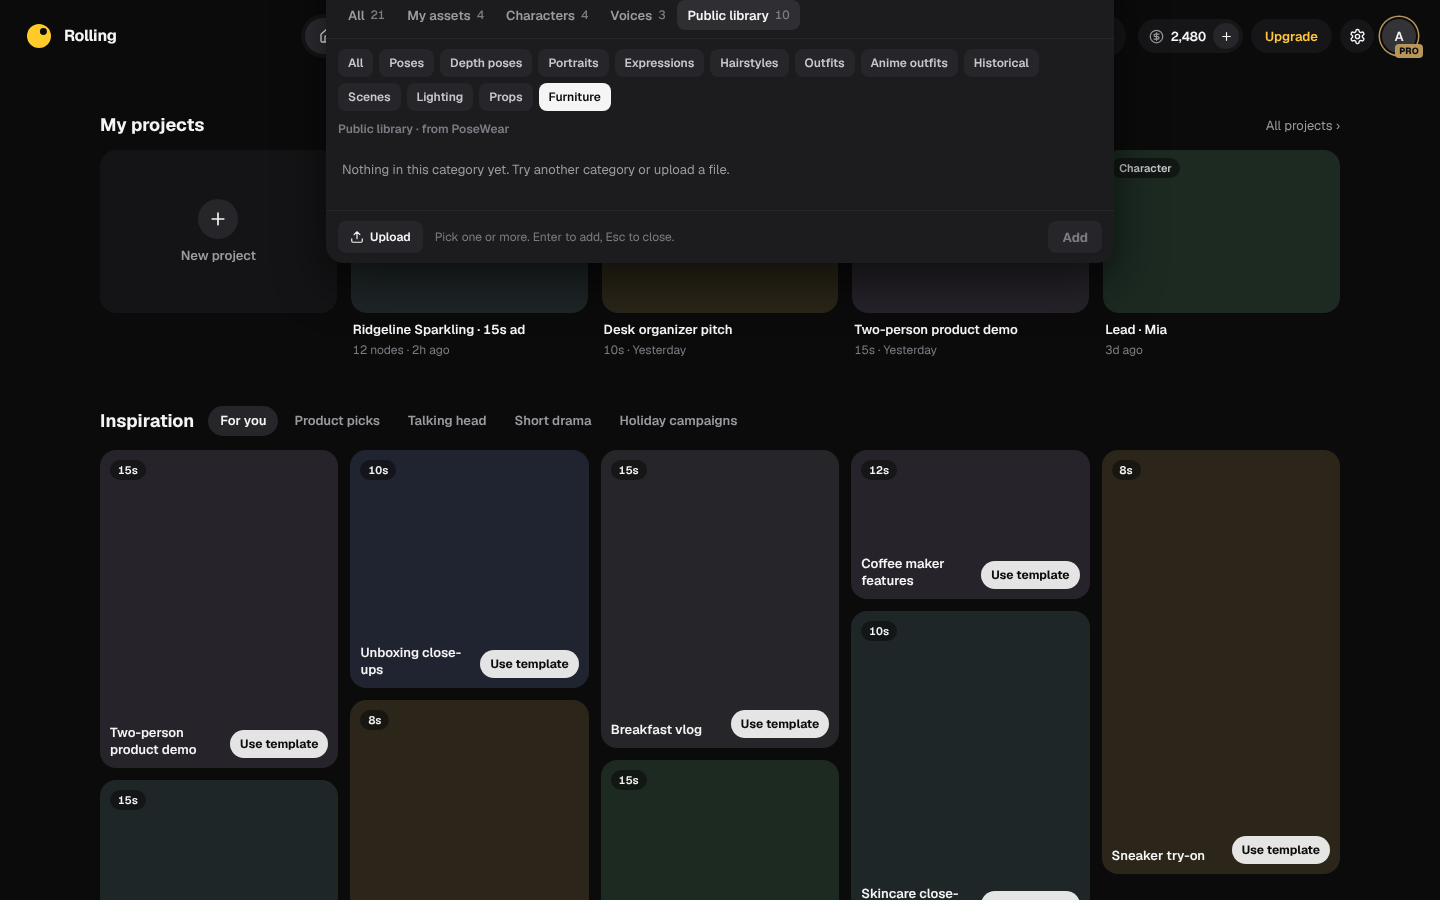 Rolling
All 21 My assets 4 Characters 4 Voices 3 Public library 10
2,480 Upgrade A PRO
All Poses Depth poses Portraits Expressions Hairstyles Outfits Anime outfits Historical
Scenes Lighting Props Furniture
Public library · from PoseWear
Nothing in this category yet. Try another category or upload a file.
Upload Pick one or more. Enter to add, Esc to close. Add
My projects All projects ›
New project
Character
Ridgeline Sparkling · 15s ad
12 nodes · 2h ago
Desk organizer pitch
10s · Yesterday
Two-person product demo
15s · Yesterday
Lead · Mia
3d ago
Inspiration For you Product picks Talking head Short drama Holiday campaigns
15s
Two-person
product demo
Use template
15s
10s
Unboxing close-
ups
Use template
8s
15s
Breakfast vlog
Use template
15s
12s
Coffee maker
features
Use template
10s
Skincare close-
8s
Sneaker try-on
Use template